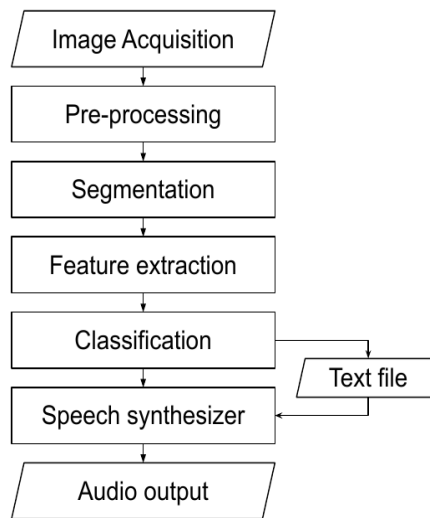 Image Acquisition
Pre-processing
Segmentation
Feature extraction
Classification
Text file
Speech synthesizer
Audio output